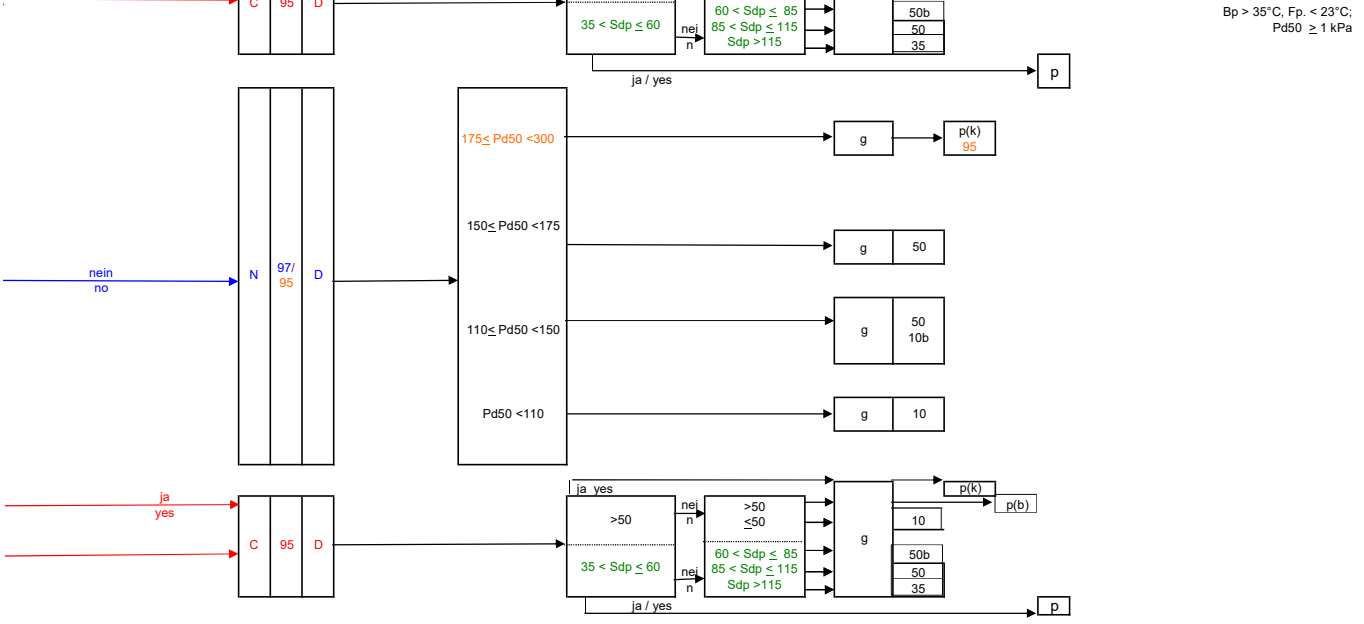 C 95 D
35 < Sdp ≤ 60
nei
n
60 < Sdp ≤ 85
85 < Sdp ≤ 115
Sdp >115
50b
50
35
Bp > 35°C, Fp. < 23°C;
Pd50 ≥ 1 kPa
ja / yes
p
nein
no
N 97/ D
95
175≤ Pd50 <300
g
p(k)
95
150≤ Pd50 <175
g 50
110≤ Pd50 <150
g 50
10b
Pd50 <110
g 10
ja
yes
C 95 D
ja yes
>50
35 < Sdp ≤ 60
nei
n
nei
n
>50
≤50
60 < Sdp ≤ 85
85 < Sdp ≤ 115
Sdp >115
g
p(k)
p(b)
10
50b
50
35
ja / yes
p